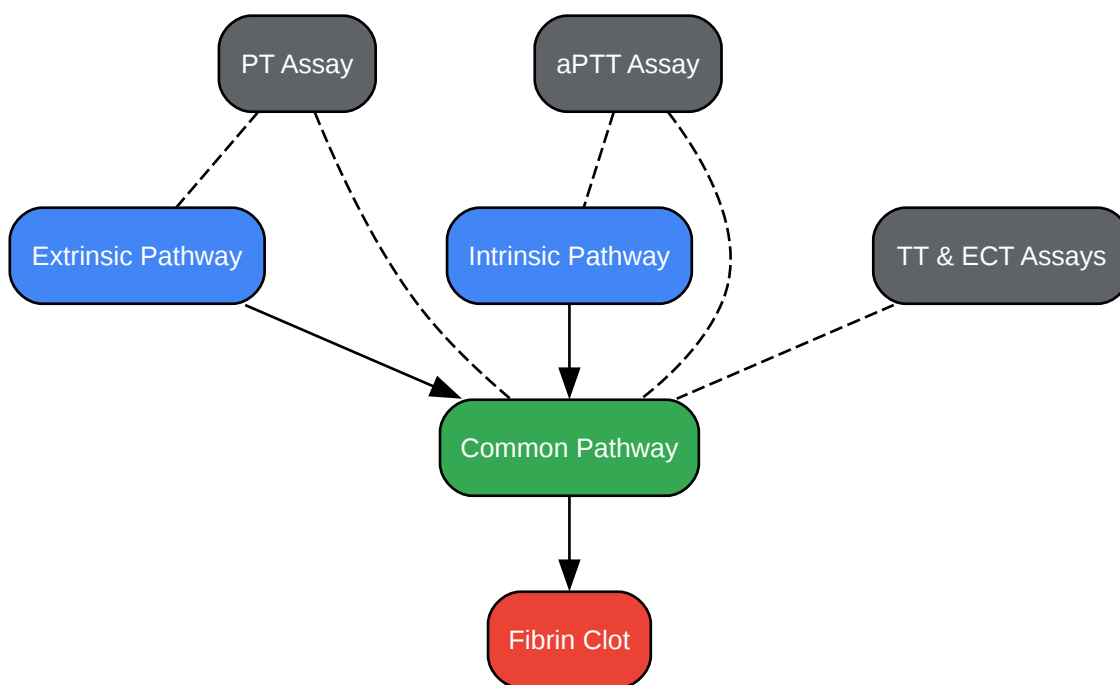 PT Assay
aPTT Assay
Extrinsic Pathway
Intrinsic Pathway
TT & ECT Assays
Common Pathway
Fibrin Clot